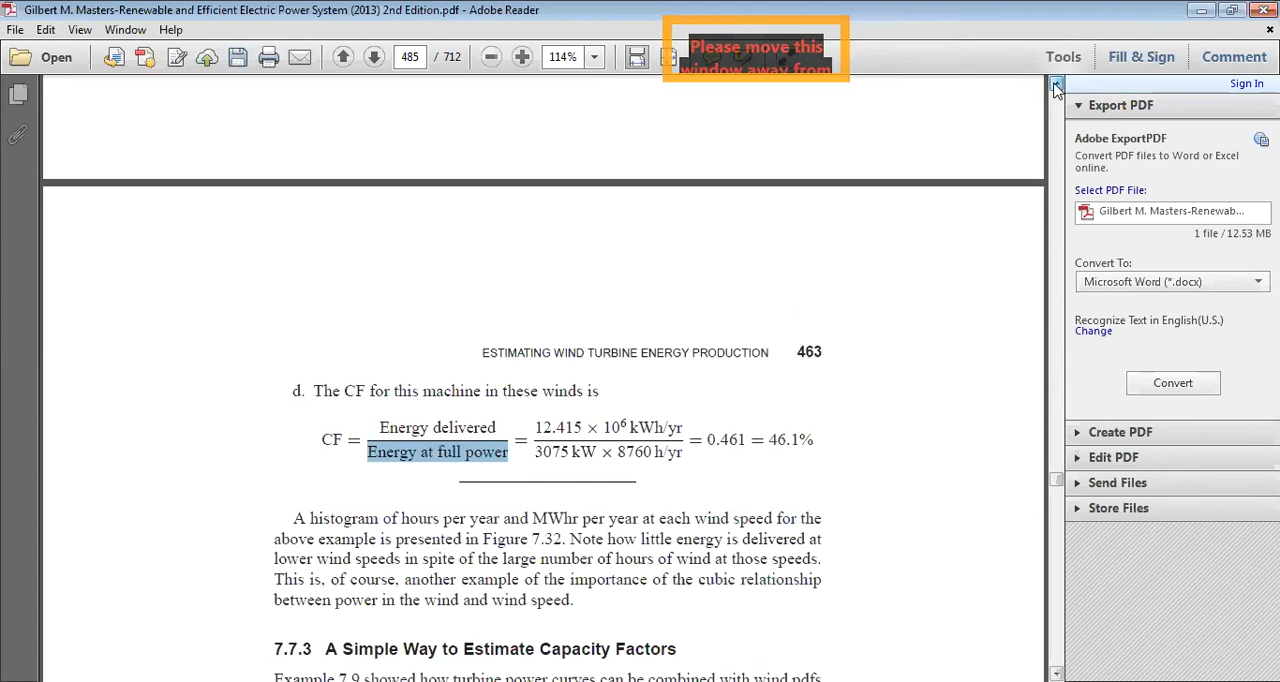 Gilbert M. Masters-Renewable and Efficient Electric Power System (2013) 2nd Edition.pdf - Adobe Reader
File Edit View Window Help
Open 485 / 712 114% Tools Fill & Sign Comment
Please move this
window away from
Sign In
Export PDF
Adobe ExportPDF
Convert PDF files to Word or Excel
online.
Select PDF File:
Gilbert M. Masters-Renewab...
1 file / 12.53 MB
Convert To:
Microsoft Word (*.docx)
Recognize Text in English(U.S.)
Change
Convert
Create PDF
Edit PDF
Send Files
Store Files
ESTIMATING WIND TURBINE ENERGY PRODUCTION 463
d. The CF for this machine in these winds is
CF = Energy delivered / Energy at full power = 12.415 × 10⁶ kWh/yr / 3075 kW × 8760 h/yr = 0.461 = 46.1%
A histogram of hours per year and MWhr per year at each wind speed for the
above example is presented in Figure 7.32. Note how little energy is delivered at
lower wind speeds in spite of the large number of hours of wind at those speeds.
This is, of course, another example of the importance of the cubic relationship
between power in the wind and wind speed.
7.7.3 A Simple Way to Estimate Capacity Factors
Example 7.9 showed how turbine power curves can be combined with wind pdfs